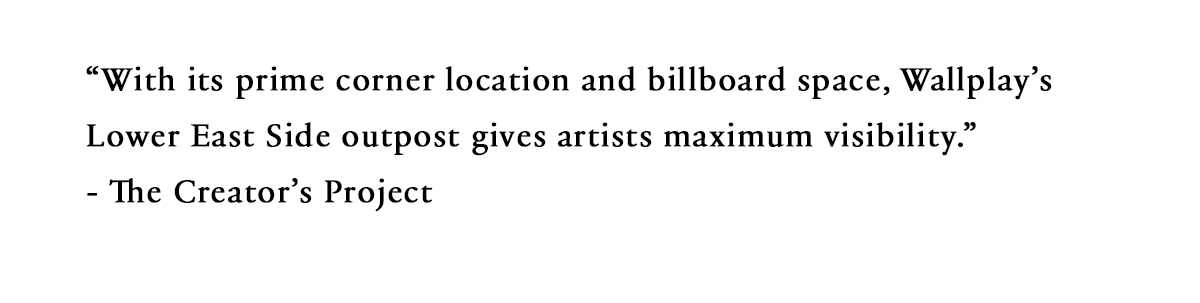 “With its prime corner location and billboard space, Wallplay’s
Lower East Side outpost gives artists maximum visibility.”
- The Creator’s Project